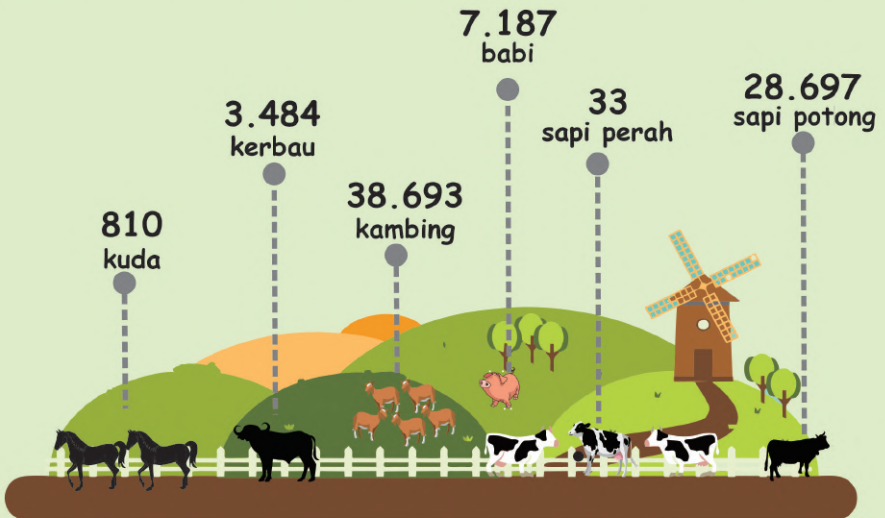 810
kuda
3.484
kerbau
38.693
kambing
7.187
babi
33
sapi perah
28.697
sapi potong